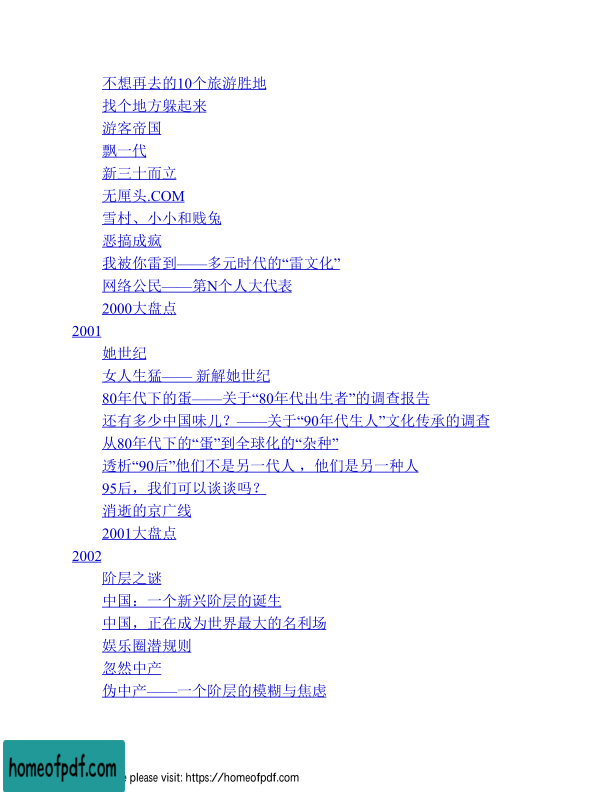 不想再去的10个旅游胜地
找个地方躲起来
游客帝国
飘一代
新三十而立
无厘头.COM
雪村、小小和贱兔
恶搞成疯
我被你雷到——多元时代的“雷文化”
网络公民——第N个人大代表
2000大盘点
2001
她世纪
女人生猛—— 新解她世纪
80年代下的蛋——关于“80年代出生者”的调查报告
还有多少中国味儿？——关于“90年代生人”文化传承的调查
从80年代下的“蛋”到全球化的“杂种”
透析“90后”他们不是另一代人 ，他们是另一种人
95后，我们可以谈谈吗？
消逝的京广线
2001大盘点
2002
阶层之谜
中国：一个新兴阶层的诞生
中国，正在成为世界最大的名利场
娱乐圈潜规则
忽然中产
伪中产——一个阶层的模糊与焦虑
homeofpdf.com
e please visit: https://homeofpdf.com